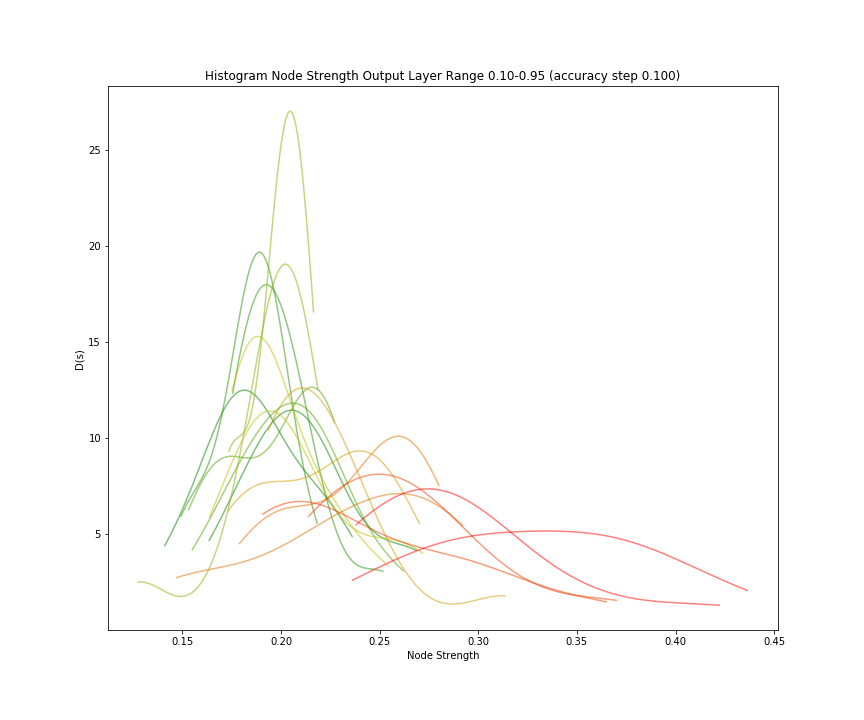 Histogram Node Strength Output Layer Range 0.10-0.95 (accuracy step 0.100)
25
20
15
10
5
D(s)
0.15 0.20 0.25 0.30 0.35 0.40 0.45
Node Strength